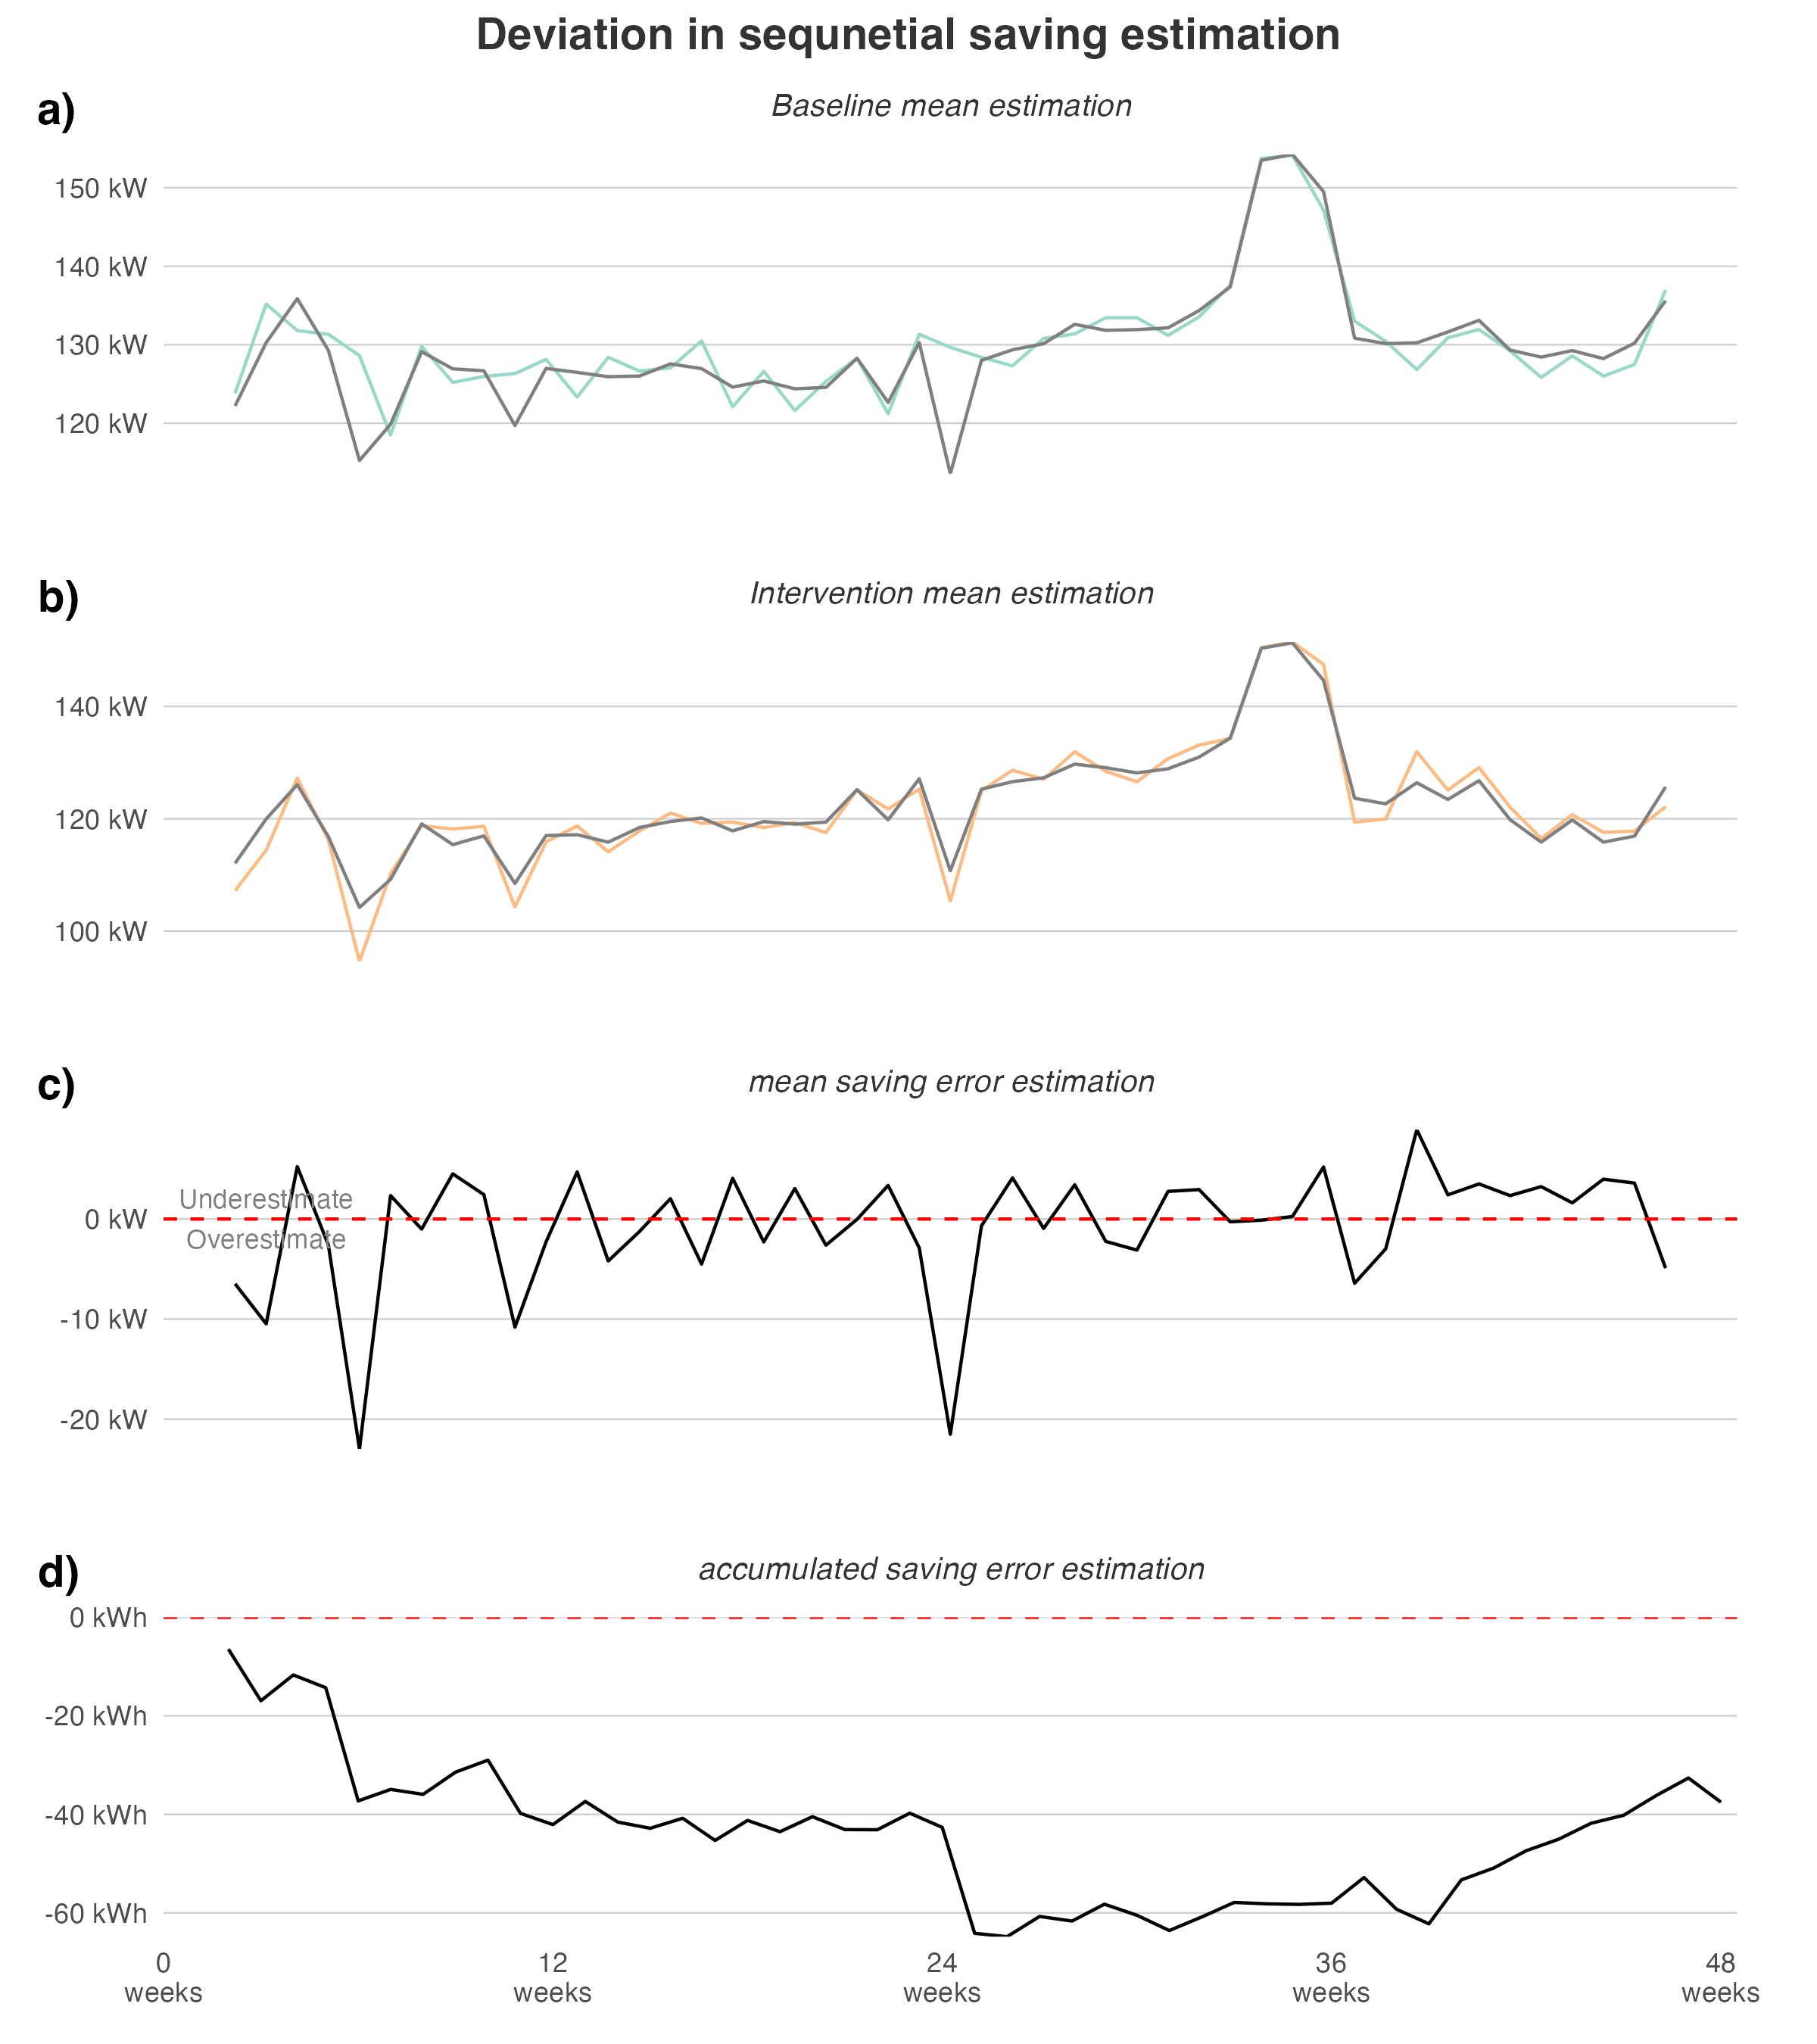 Deviation in sequnetial saving estimation
a)
Baseline mean estimation
150 kW
140 kW
130 kW
120 kW
b)
Intervention mean estimation
140 kW
120 kW
100 kW
c)
mean saving error estimation
Underestimate
0 kW
Overestimate
-10 kW
-20 kW
d)
accumulated saving error estimation
0 kWh
-20 kWh
-40 kWh
-60 kWh
0 12 24 36 48
weeks weeks weeks weeks weeks